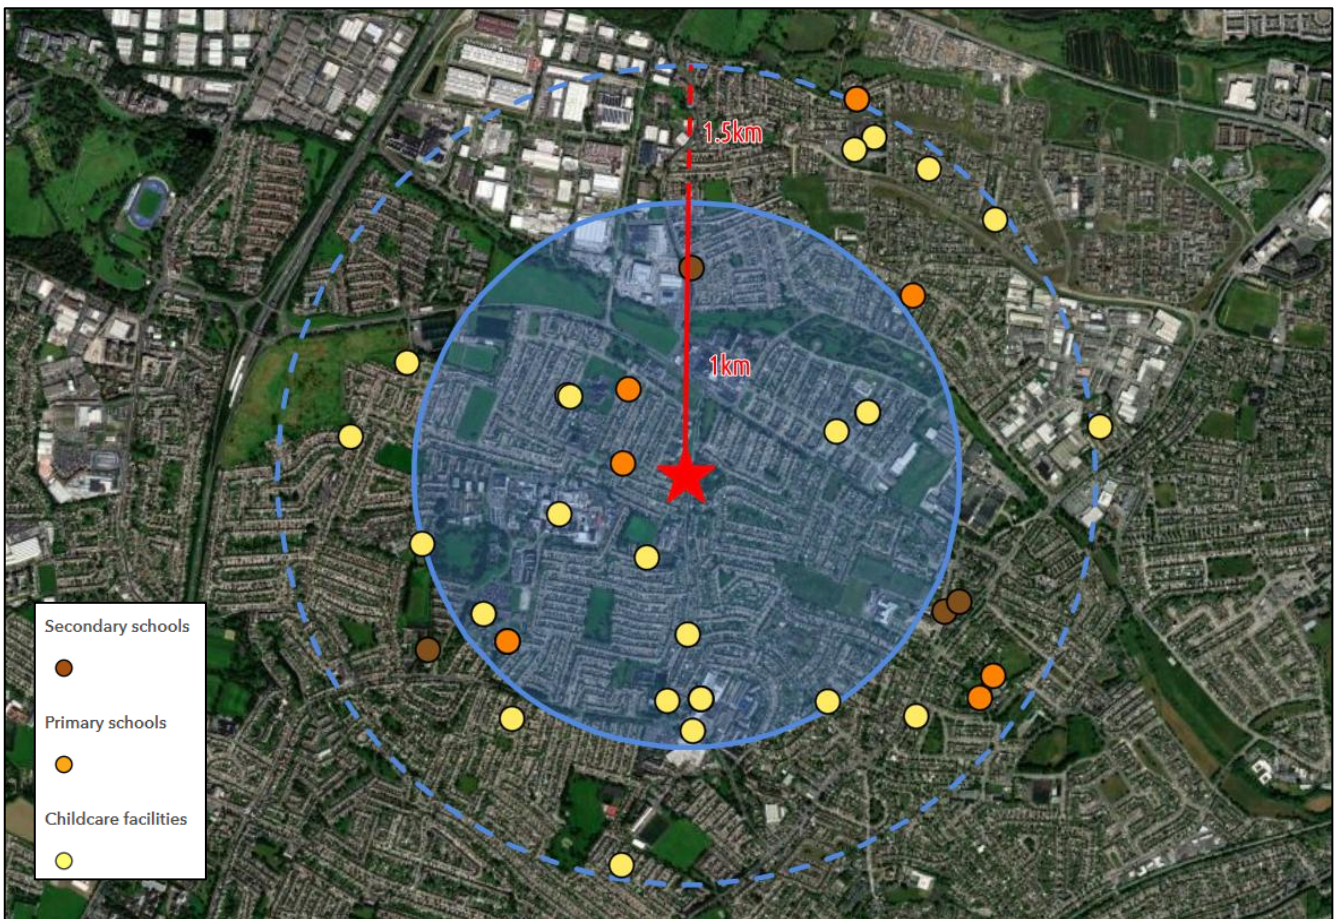 1.5km
1km
Secondary schools
Primary schools
Childcare facilities